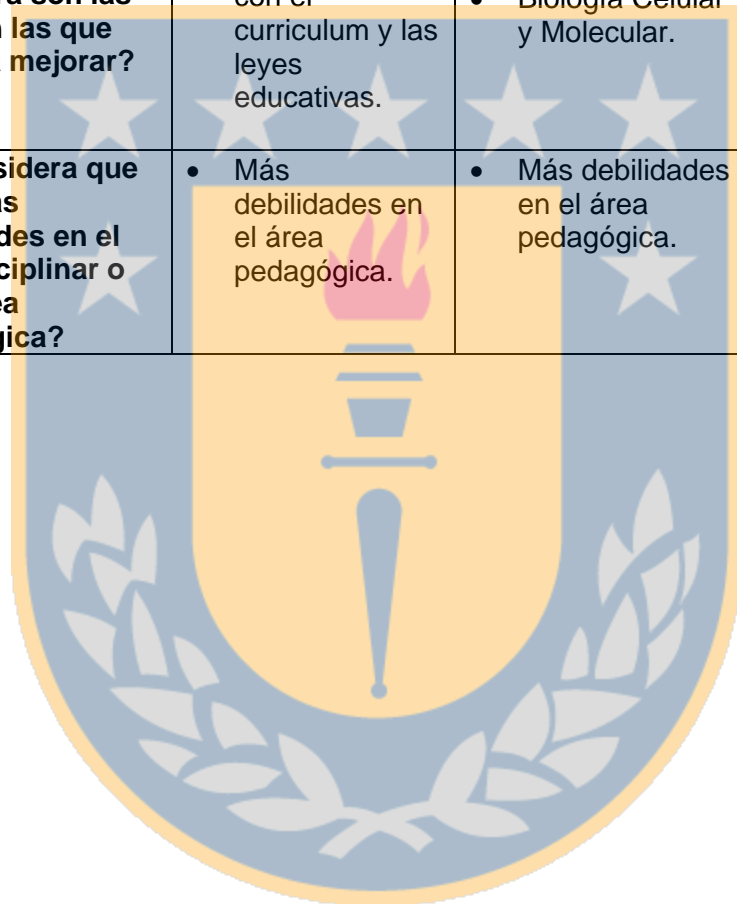 son las
las que
mejorar?
con el
curriculum y las
leyes
educativas.
• Biología Celular
y Molecular.
sidera que
des en el
ciplinar o
gica?
• Más
debilidades en
el área
pedagógica.
• Más debilidades
en el área
pedagógica.